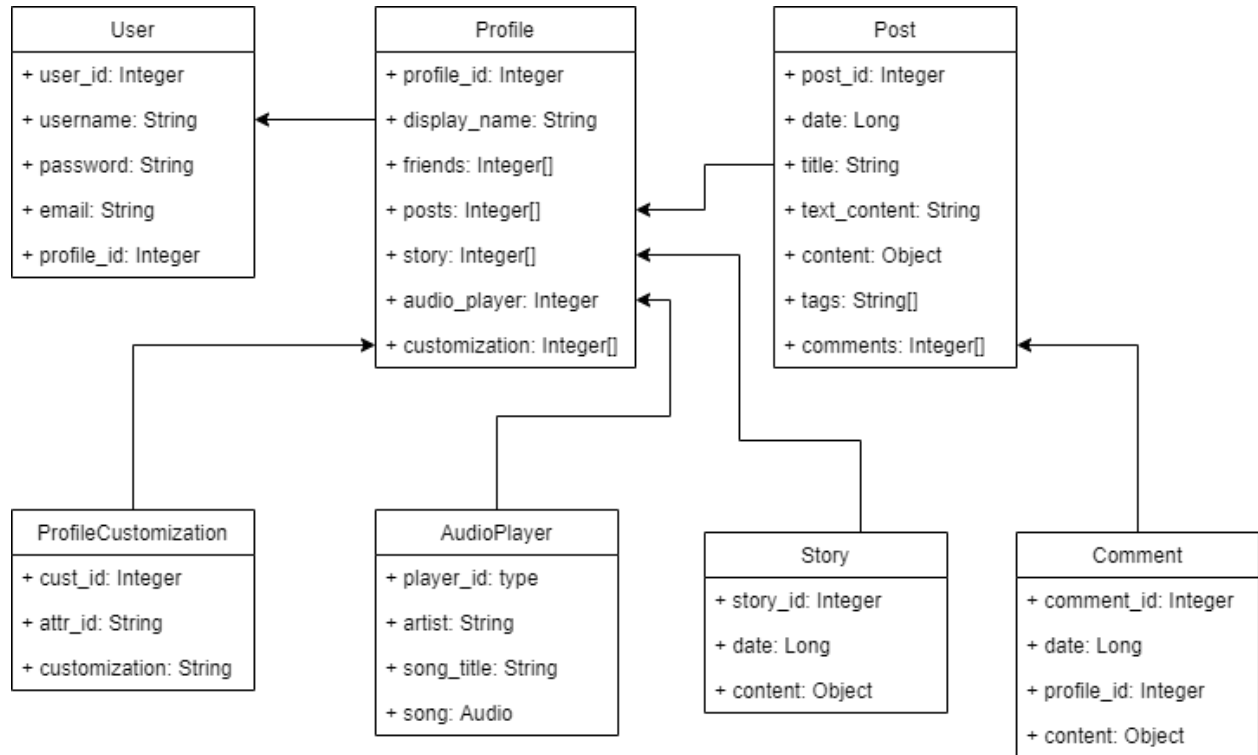 User
+ user_id: Integer
+ username: String
+ password: String
+ email: String
+ profile_id: Integer
Profile
+ profile_id: Integer
+ display_name: String
+ friends: Integer[]
+ posts: Integer[]
+ story: Integer[]
+ audio_player: Integer
+ customization: Integer[]
Post
+ post_id: Integer
+ date: Long
+ title: String
+ text_content: String
+ content: Object
+ tags: String[]
+ comments: Integer[]
ProfileCustomization
+ cust_id: Integer
+ attr_id: String
+ customization: String
AudioPlayer
+ player_id: type
+ artist: String
+ song_title: String
+ song: Audio
Story
+ story_id: Integer
+ date: Long
+ content: Object
Comment
+ comment_id: Integer
+ date: Long
+ profile_id: Integer
+ content: Object